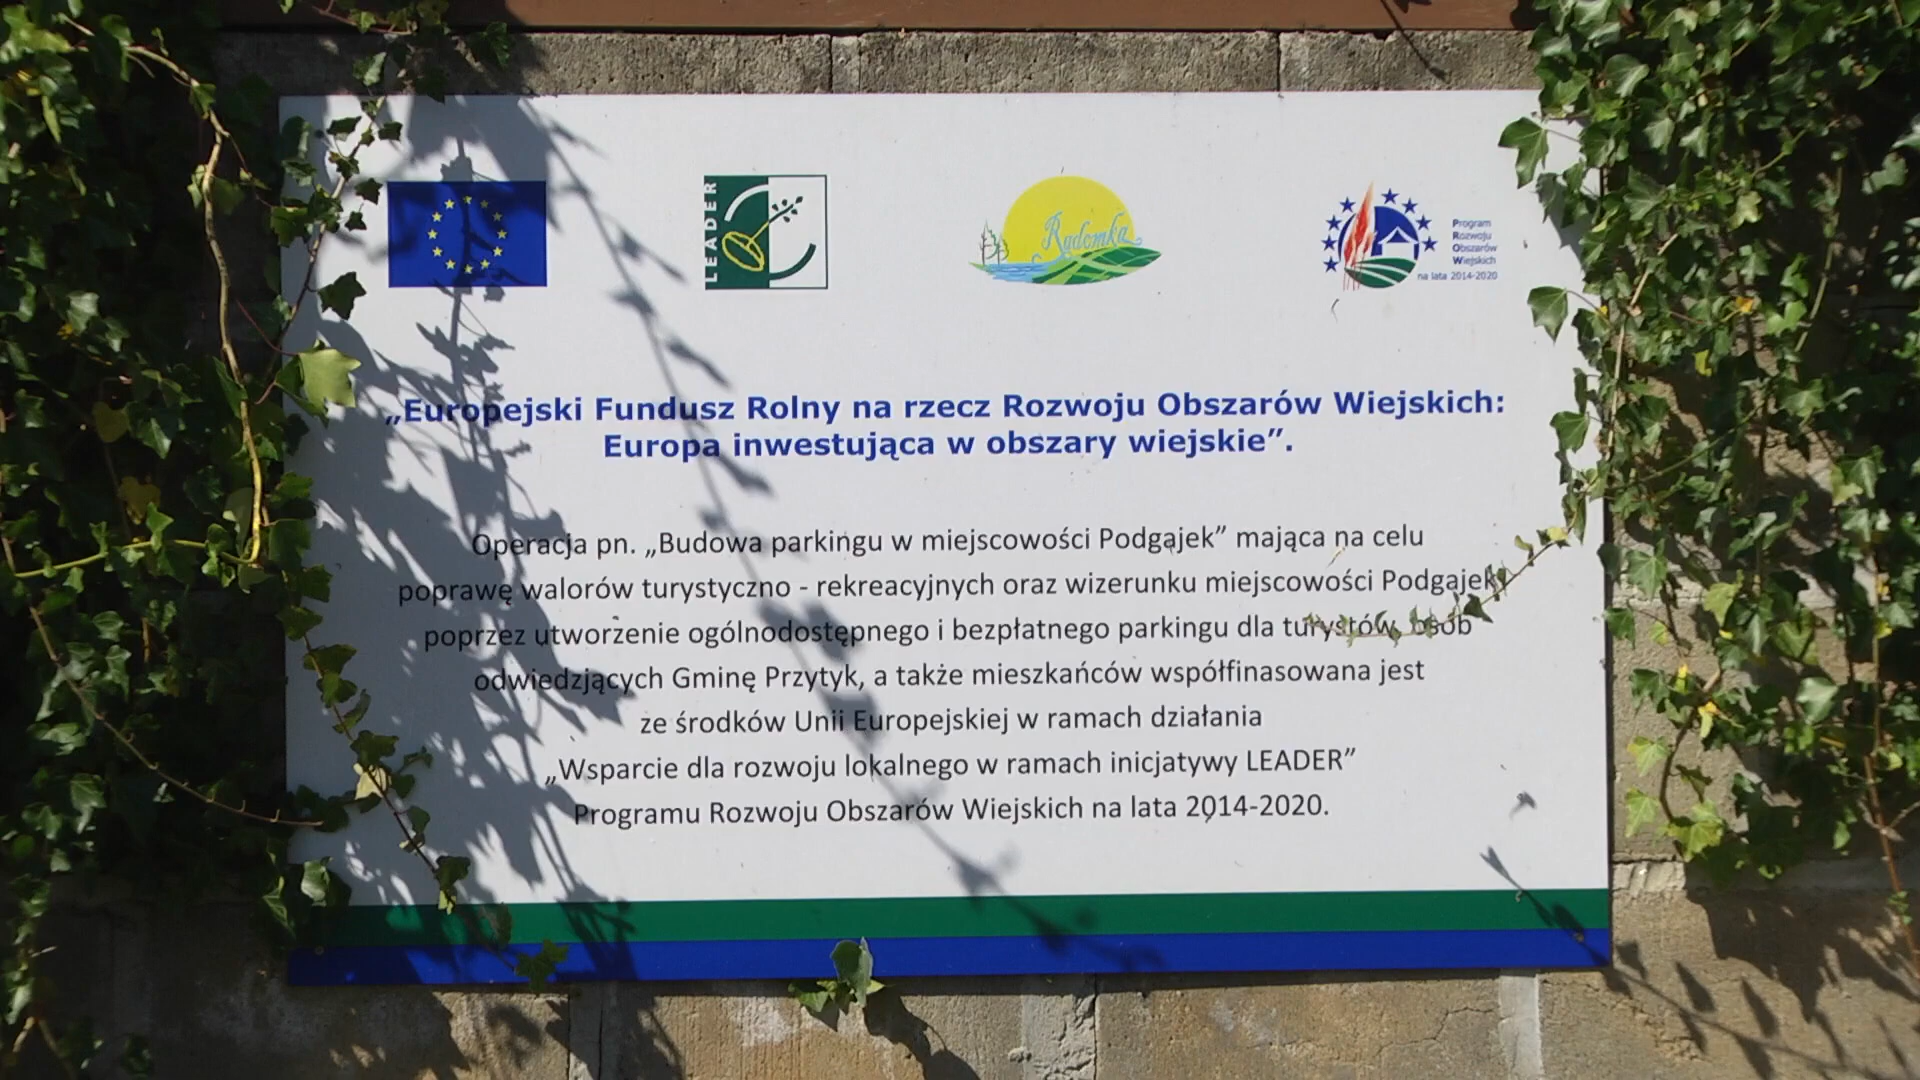 LEADER
Radomka
Program
Rozwoju
Obszarów
Wiejskich
na lata 2014-2020
„Europejski Fundusz Rolny na rzecz Rozwoju Obszarów Wiejskich:
Europa inwestująca w obszary wiejskie”.
Operacja pn. „Budowa parkingu w miejscowości Podgajek” mająca na celu
poprawę walorów turystyczno - rekreacyjnych oraz wizerunku miejscowości Podgajek,
poprzez utworzenie ogólnodostępnego i bezpłatnego parkingu dla turystów, osób
odwiedzjących Gminę Przytyk, a także mieszkańców współfinasowana jest
ze środków Unii Europejskiej w ramach działania
„Wsparcie dla rozwoju lokalnego w ramach inicjatywy LEADER”
Programu Rozwoju Obszarów Wiejskich na lata 2014-2020.